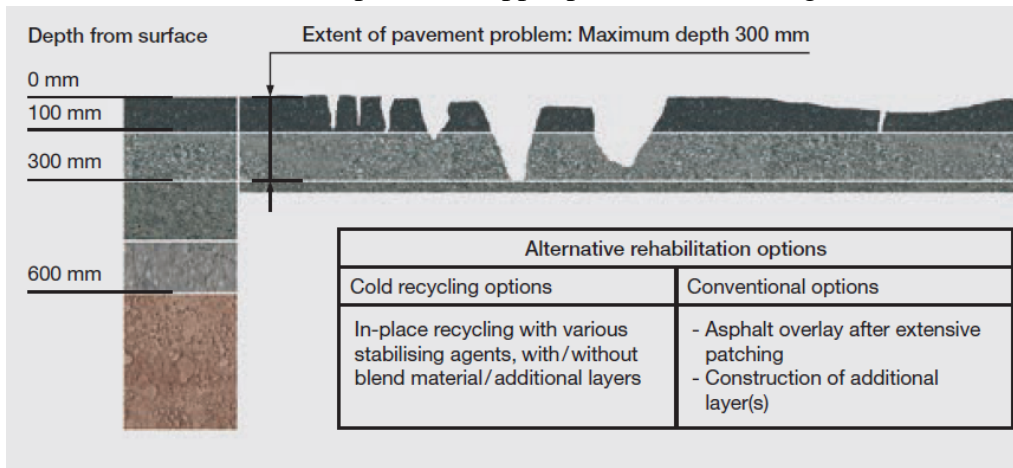 Depth from surface
Extent of pavement problem: Maximum depth 300 mm
0 mm
100 mm
300 mm
600 mm
Alternative rehabilitation options
Cold recycling options
Conventional options
In-place recycling with various
stabilising agents, with/without
blend material/additional layers
- Asphalt overlay after extensive
patching
- Construction of additional
layer(s)